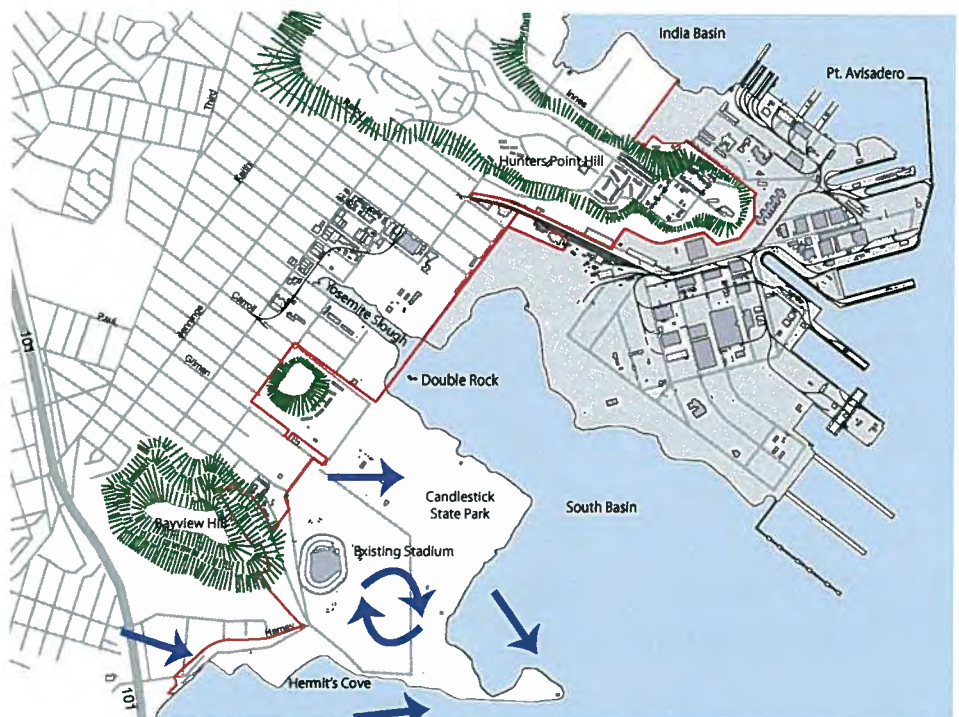 India Basin
Pt. Avisadero
Innes
Third
Keith
Hunters Point Hill
Yosemite Slough
Carroll
Jennings
Paul
Gilman
101
Double Rock
Candlestick
State Park
South Basin
Bayview Hill
Existing Stadium
Harney
Hermit's Cove
101